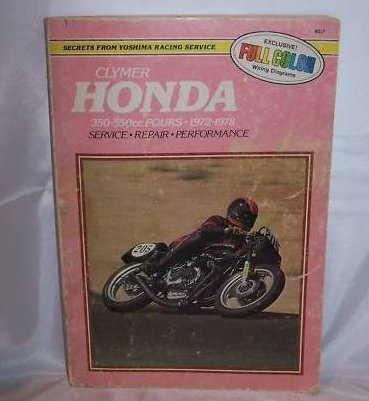 SECRETS FROM YOSHIMA RACING SERVICE
EXCLUSIVE!
FULL COLOR
Wiring Diagrams
CLYMER
HONDA
350-550cc FOURS • 1972-1978
SERVICE • REPAIR • PERFORMANCE
205